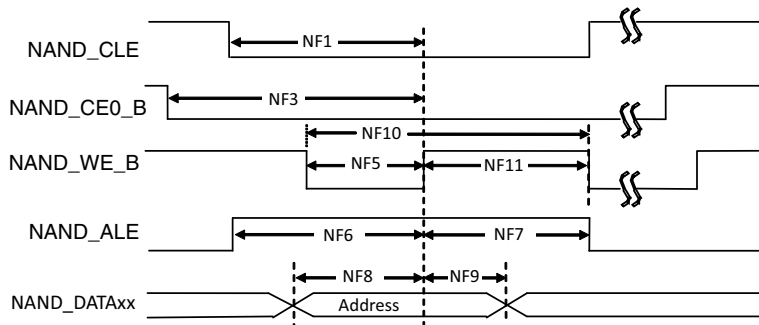 NAND_CLE
NF1
NAND_CE0_B
NF3
NF10
NAND_WE_B
NF5
NF11
NAND_ALE
NF6
NF7
NF8
NF9
NAND_DATAxx
Address